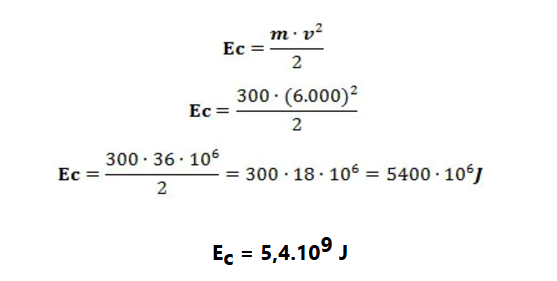 Ec = m · v² / 2
Ec = 300 · (6.000)² / 2
Ec = 300 · 36 · 10⁶ / 2 = 300 · 18 · 10⁶ = 5400 · 10⁶J
E_c = 5,4.10⁹ J